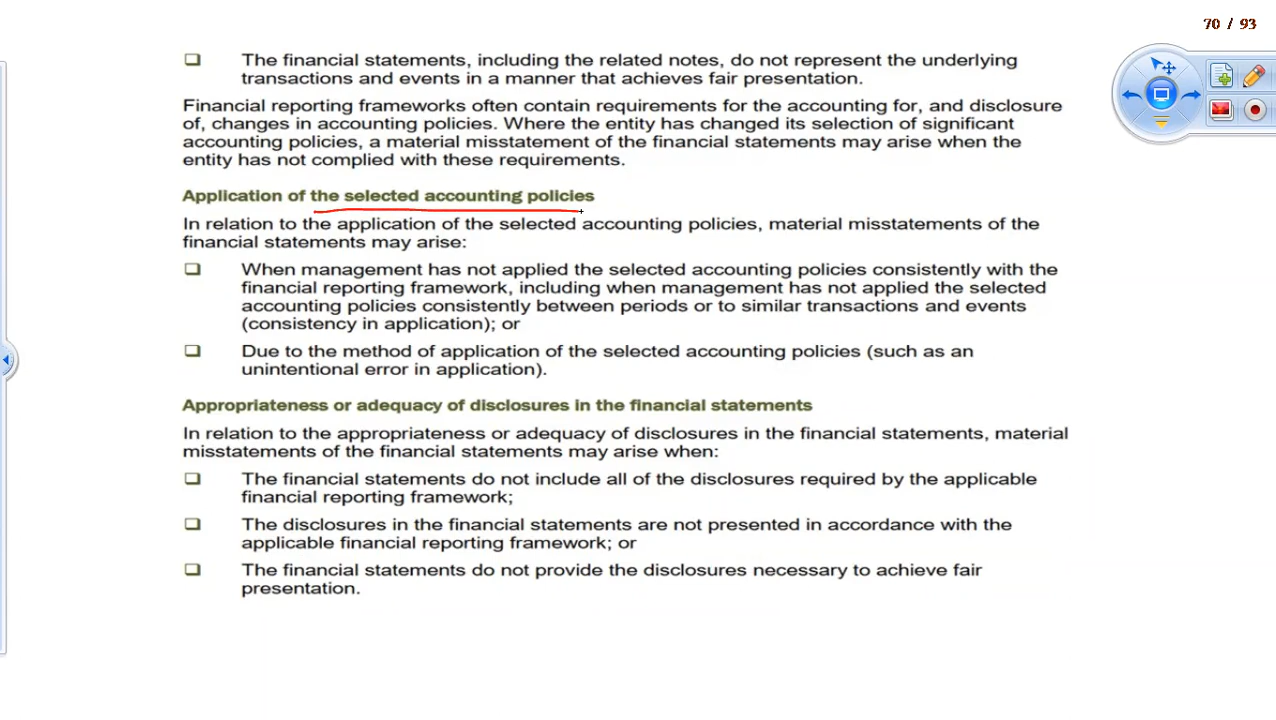 70 / 93
❑ The financial statements, including the related notes, do not represent the underlying
transactions and events in a manner that achieves fair presentation.
Financial reporting frameworks often contain requirements for the accounting for, and disclosure
of, changes in accounting policies. Where the entity has changed its selection of significant
accounting policies, a material misstatement of the financial statements may arise when the
entity has not complied with these requirements.
Application of the selected accounting policies
In relation to the application of the selected accounting policies, material misstatements of the
financial statements may arise:
❑ When management has not applied the selected accounting policies consistently with the
financial reporting framework, including when management has not applied the selected
accounting policies consistently between periods or to similar transactions and events
(consistency in application); or
❑ Due to the method of application of the selected accounting policies (such as an
unintentional error in application).
Appropriateness or adequacy of disclosures in the financial statements
In relation to the appropriateness or adequacy of disclosures in the financial statements, material
misstatements of the financial statements may arise when:
❑ The financial statements do not include all of the disclosures required by the applicable
financial reporting framework;
❑ The disclosures in the financial statements are not presented in accordance with the
applicable financial reporting framework; or
❑ The financial statements do not provide the disclosures necessary to achieve fair
presentation.